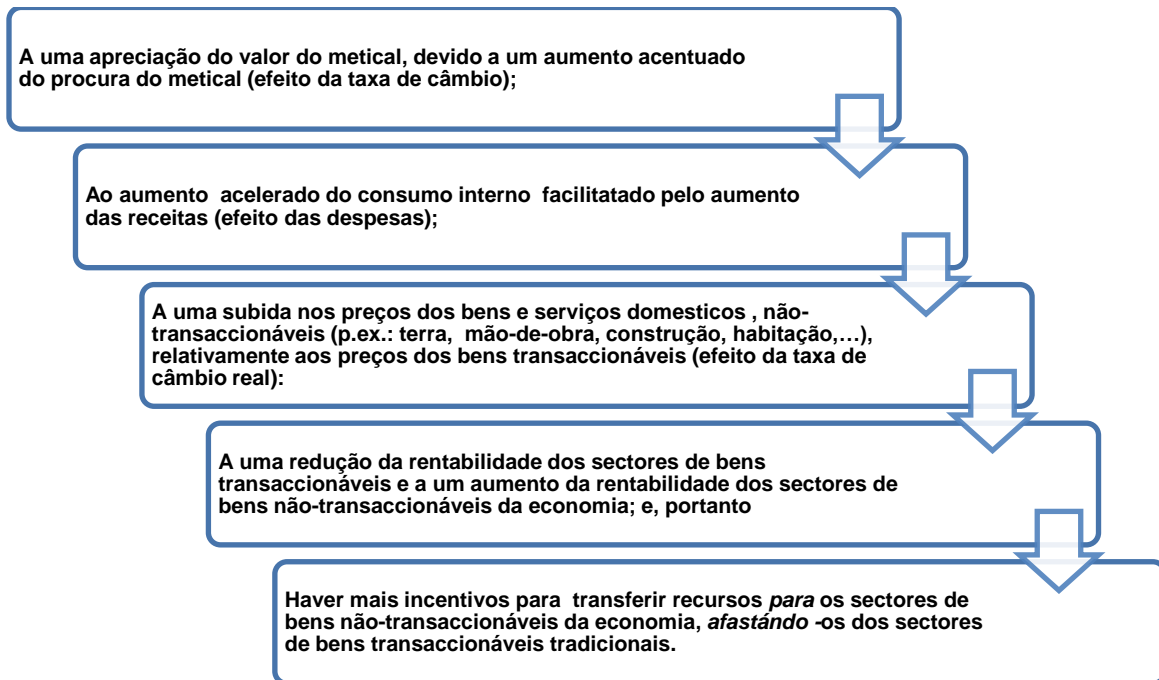 A uma apreciação do valor do metical, devido a um aumento acentuado
do procura do metical (efeito da taxa de câmbio);
Ao aumento acelerado do consumo interno facilitatado pelo aumento
das receitas (efeito das despesas);
A uma subida nos preços dos bens e serviços domesticos , não-
transaccionáveis (p.ex.: terra, mão-de-obra, construção, habitação,…),
relativamente aos preços dos bens transaccionáveis (efeito da taxa de
câmbio real):
A uma redução da rentabilidade dos sectores de bens
transaccionáveis e a um aumento da rentabilidade dos sectores de
bens não-transaccionáveis da economia; e, portanto
Haver mais incentivos para transferir recursos para os sectores de
bens não-transaccionáveis da economia, afastándo -os dos sectores
de bens transaccionáveis tradicionais.